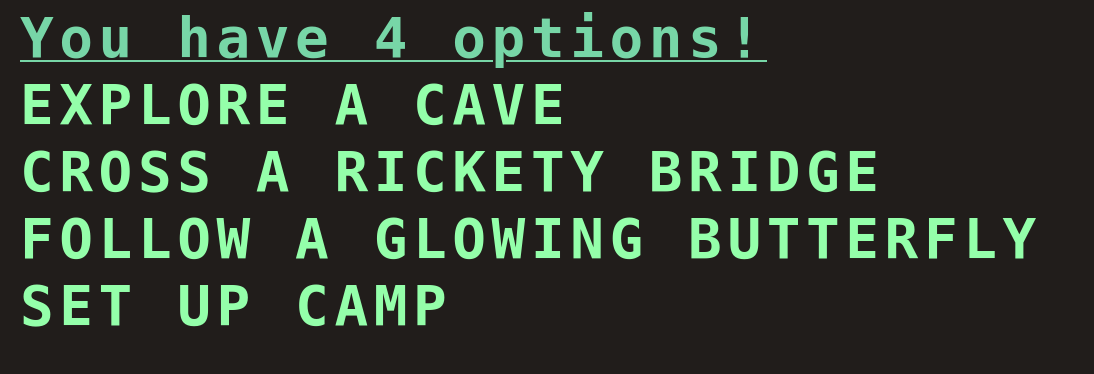 You have 4 options!
EXPLORE A CAVE
CROSS A RICKETY BRIDGE
FOLLOW A GLOWING BUTTERFLY
SET UP CAMP